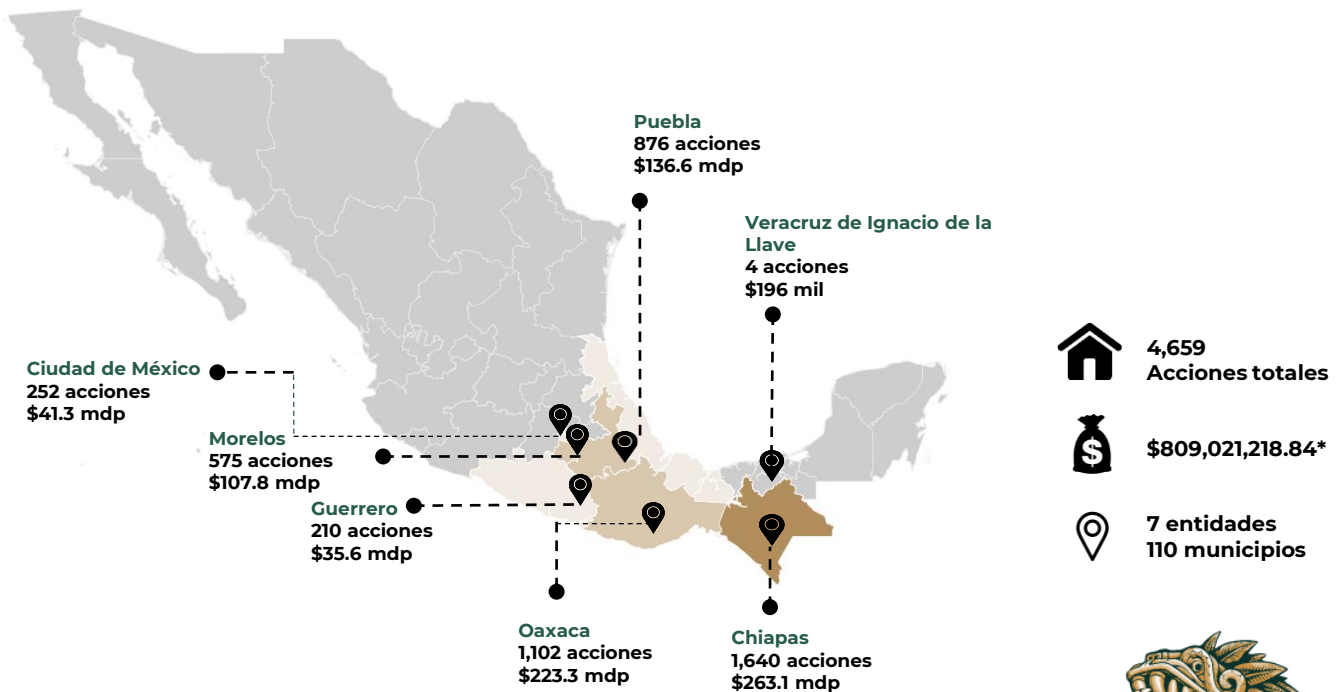 Puebla
876 acciones
$136.6 mdp
Veracruz de Ignacio de la
Llave
4 acciones
$196 mil
Ciudad de México
252 acciones
$41.3 mdp
Morelos
575 acciones
$107.8 mdp
Guerrero
210 acciones
$35.6 mdp
Oaxaca
1,102 acciones
$223.3 mdp
Chiapas
1,640 acciones
$263.1 mdp
4,659
Acciones totales
$
$809,021,218.84*
7 entidades
110 municipios